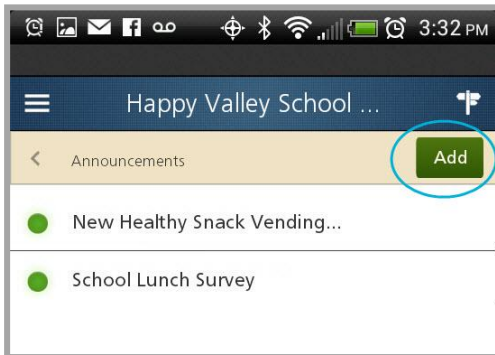 3:32 PM
Happy Valley School ...
Announcements
Add
New Healthy Snack Vending...
School Lunch Survey